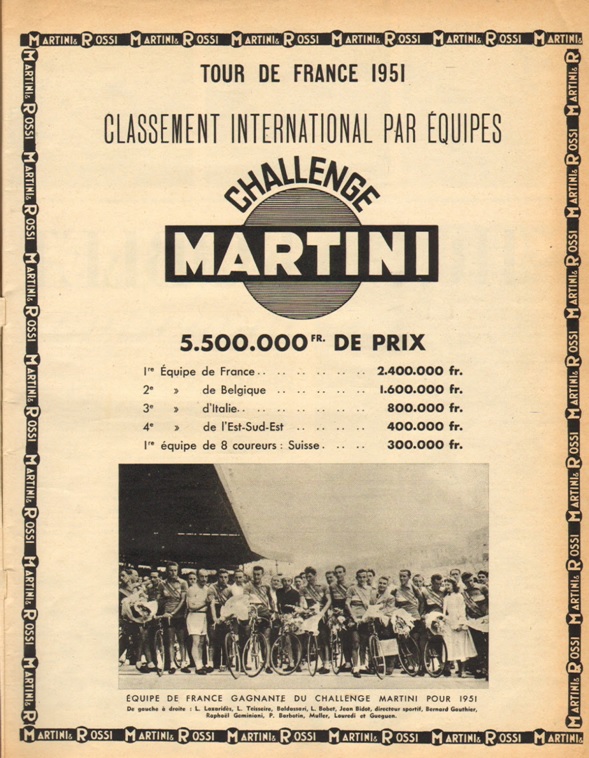 MARTINI & ROSSI MARTINI & ROSSI MARTINI & ROSSI MARTINI & ROSSI MARTINI & ROSSI MARTINI &
TOUR DE FRANCE 1951
CLASSEMENT INTERNATIONAL PAR ÉQUIPES
CHALLENGE
MARTINI
5.500.000 FR. DE PRIX
1re Équipe de France.. .. .. .. .. .. 2.400.000 fr.
2e » de Belgique .. .. .. .. 1.600.000 fr.
3e » d'Italie.. .. .. .. .. .. 800.000 fr.
4e » de l'Est-Sud-Est .. .. .. 400.000 fr.
1re équipe de 8 coureurs : Suisse. .. .. 300.000 fr.
ÉQUIPE DE FRANCE GAGNANTE DU CHALLENGE MARTINI POUR 1951
De gauche à droite : L. Lazaridès, L. Teisseire, Baldasseri, L. Bobet, Jean Bidot, directeur sportif, Bernard Gauthier,
Raphaël Geminiani, P. Barbotin, Muller, Lauredi et Gueguen.
MARTINI & ROSSI MARTINI & ROSSI MARTINI & ROSSI MARTINI & ROSSI MARTINI & ROSSI MARTINI &